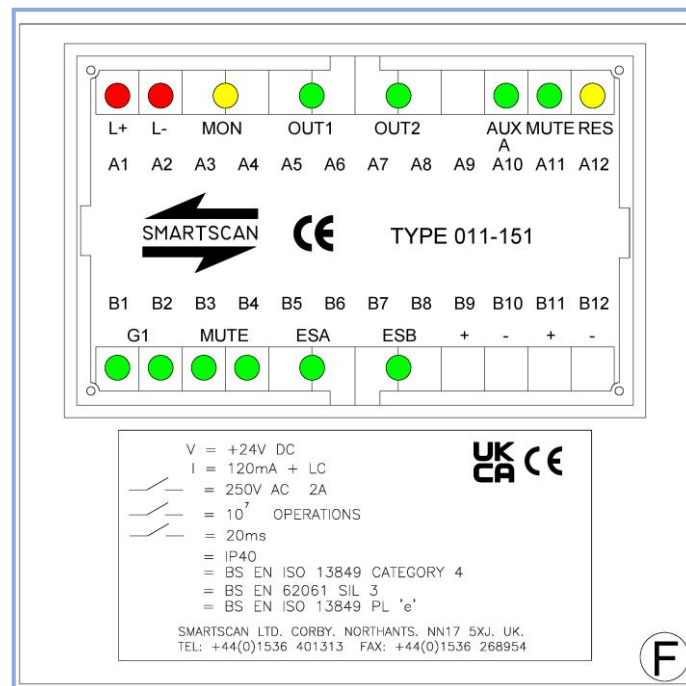 L+ L- MON OUT1 OUT2 AUX MUTE RES
A
A1 A2 A3 A4 A5 A6 A7 A8 A9 A10 A11 A12
SMARTSCAN CE TYPE 011-151
B1 B2 B3 B4 B5 B6 B7 B8 B9 B10 B11 B12
G1 MUTE ESA ESB + - + -
V = +24V DC
UK
CA CE
I = 120mA + LC
= 250V AC 2A
= 10⁷ OPERATIONS
= 20ms
= IP40
= BS EN ISO 13849 CATEGORY 4
= BS EN 62061 SIL 3
= BS EN ISO 13849 PL 'e'
SMARTSCAN LTD. CORBY. NORTHANTS. NN17 5XJ. UK.
TEL: +44(0)1536 401313 FAX: +44(0)1536 268954
F